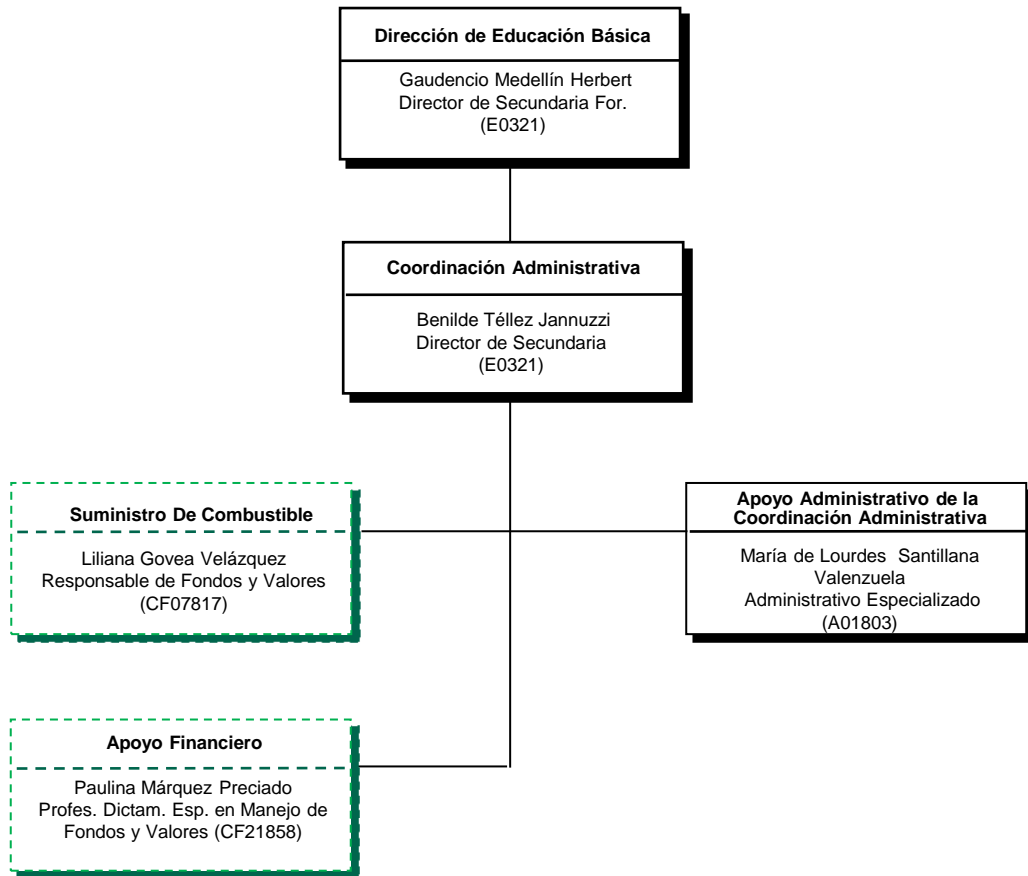 Dirección de Educación Básica
Gaudencio Medellín Herbert
Director de Secundaria For.
(E0321)
Coordinación Administrativa
Benilde Téllez Jannuzzi
Director de Secundaria
(E0321)
Suministro De Combustible
Liliana Govea Velázquez
Responsable de Fondos y Valores
(CF07817)
Apoyo Administrativo de la
Coordinación Administrativa
María de Lourdes Santillana
Valenzuela
Administrativo Especializado
(A01803)
Apoyo Financiero
Paulina Márquez Preciado
Profes. Dictam. Esp. en Manejo de
Fondos y Valores (CF21858)